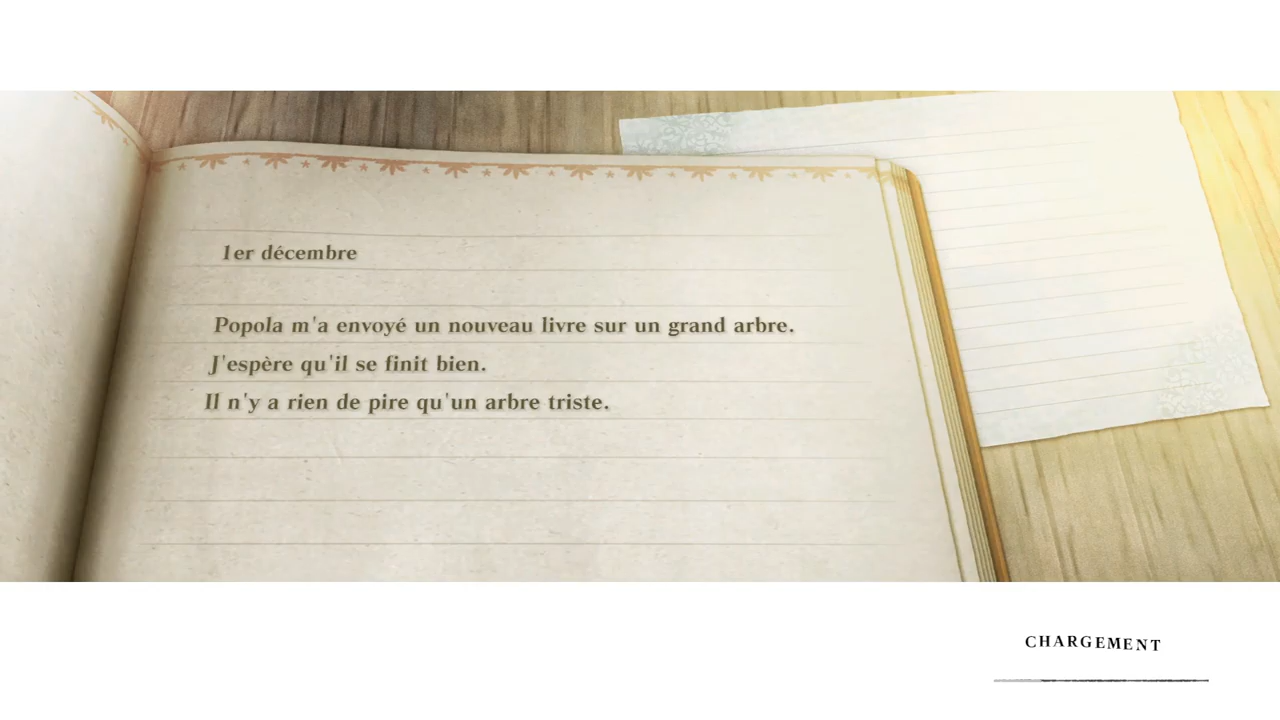 1er décembre
Popola m'a envoyé un nouveau livre sur un grand arbre.
J'espère qu'il se finit bien.
Il n'y a rien de pire qu'un arbre triste.
CHARGEMENT